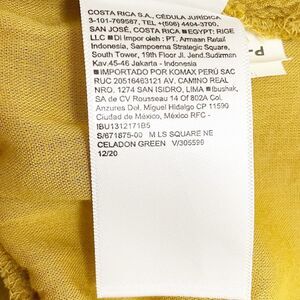 COSTA RICA S.A., CÉDULA JURÍDICA
3-101-709567, TEL. +(506) 4404-3700,
SAN JOSÉ, COSTA RICA ■EGYPT: RIGE
LLC ■Di Impor oleh : PT. Armaan Retail
Indonesia, Sampoerna Strategic Square,
South Tower, 19th Floor Jl. Jend.Sudirman
Kav.45-46 Jakarta - Indonesia
■IMPORTADO POR KOMAX PERÚ SAC
RUC 20516463121 AV. CAMINO REAL
NRO. 1274 SAN ISIDRO, LIMA ■Ibushak,
SA de CV Rousseau 14 Of 802A Col.
Anzures Del. Miguel Hidalgo CP 11590
Ciudad de México, México RFC -
IBU1312171B5
S/671875-00 M LS SQUARE NE
CELADON GREEN V/305596
12/20